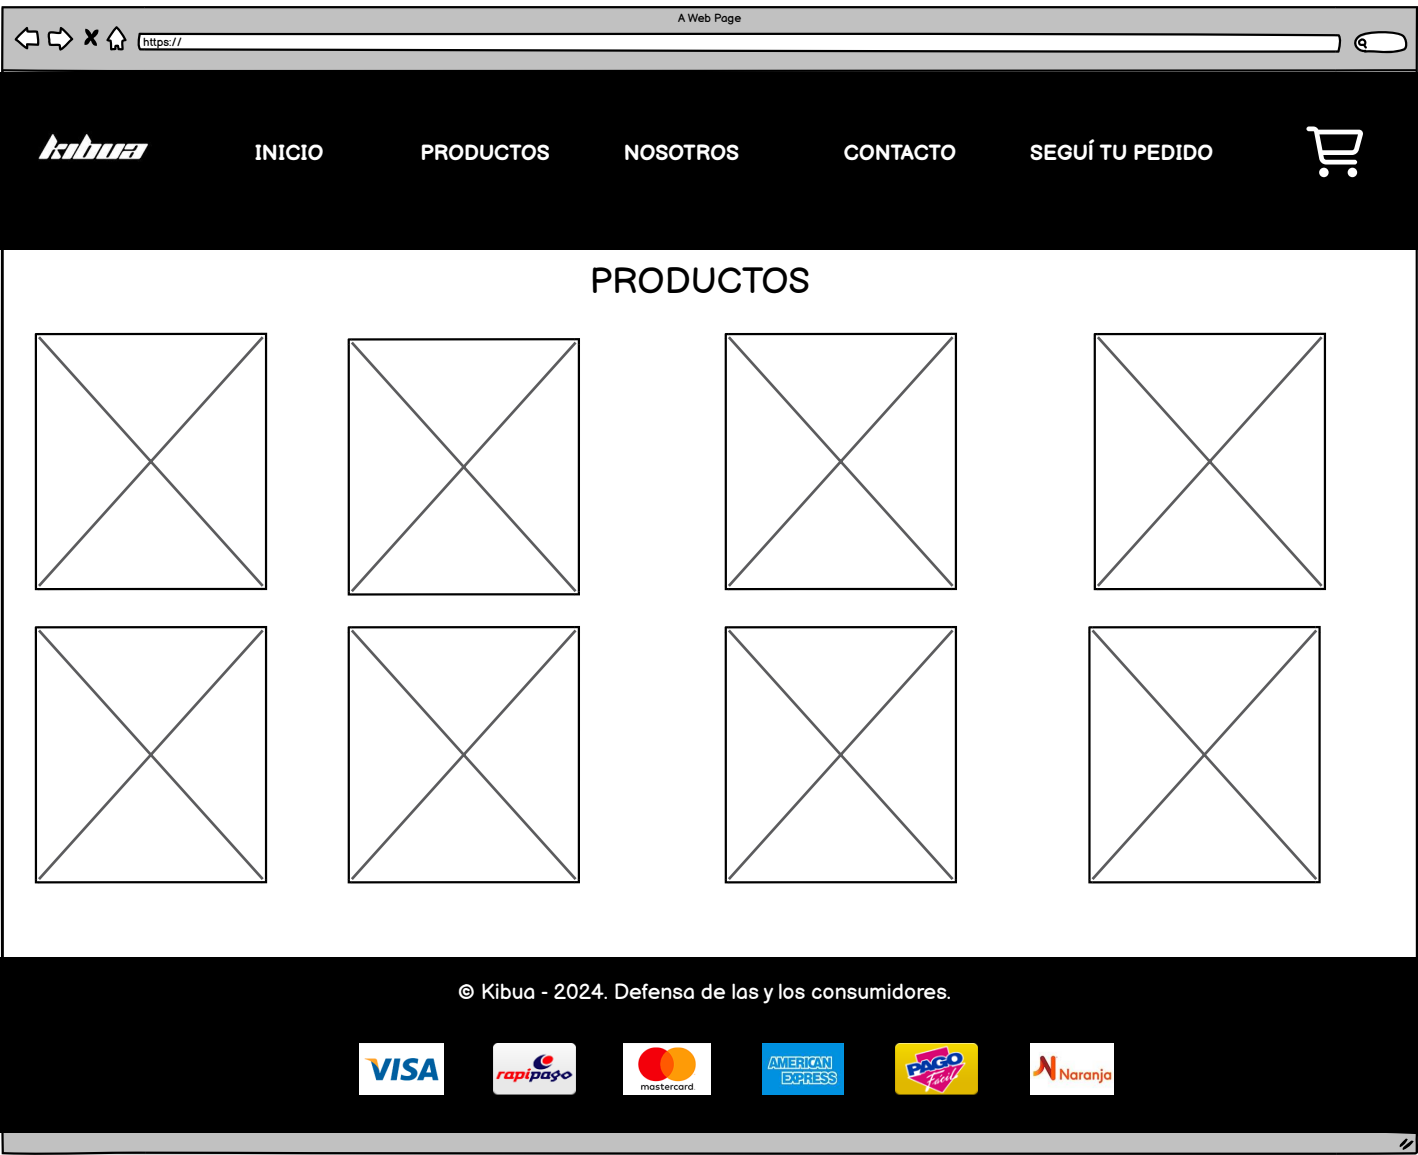 A Web Page
https://
kibua
INICIO
PRODUCTOS
NOSOTROS
CONTACTO
SEGUÍ TU PEDIDO
PRODUCTOS
© Kibua - 2024. Defensa de las y los consumidores.
VISA
rapipago
mastercard.
AMERICAN
EXPRESS
PAGO
Fácil
Naranja